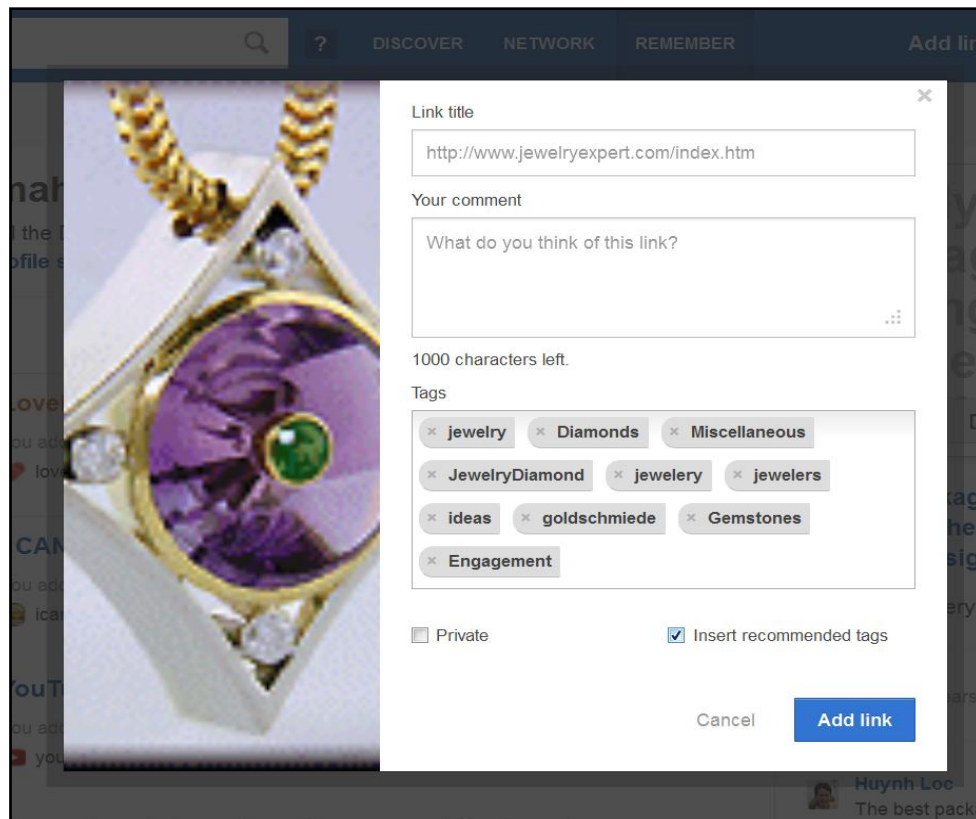 ? DISCOVER NETWORK REMEMBER
Link title
http://www.jewelryexpert.com/index.htm
Your comment
What do you think of this link?
1000 characters left.
Tags
× jewelry × Diamonds × Miscellaneous
× JewelryDiamond × jewelery × jewelers
× ideas × goldschmiede × Gemstones
× Engagement
Private Insert recommended tags
Cancel Add link
Huynh Loc
The best pack